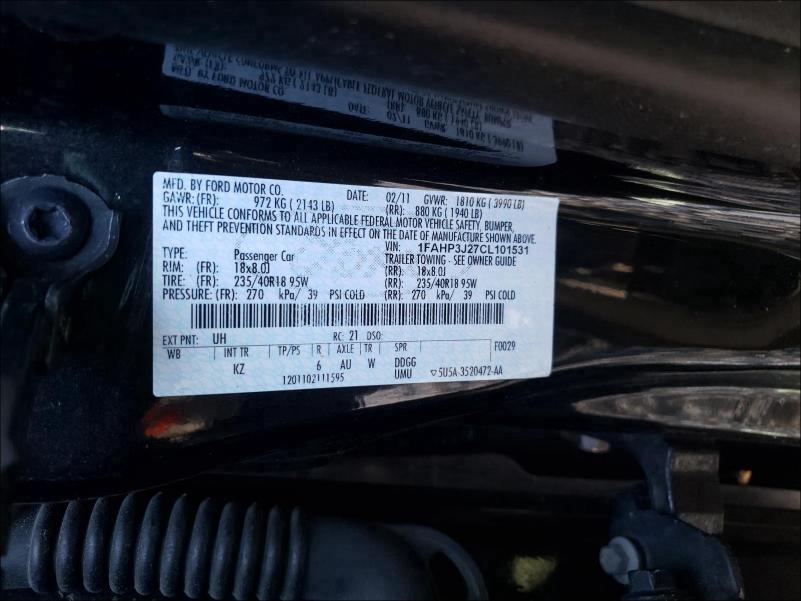 MFD. BY FORD MOTOR CO.
DATE: 02/11 GVWR: 1810 KG ( 3990 LB)
GAWR: (FR): 972 KG ( 2143 LB) (RR): 880 KG ( 1940 LB)
THIS VEHICLE CONFORMS TO ALL APPLICABLE FEDERAL MOTOR VEHICLE SAFETY, BUMPER,
AND THEFT PREVENTION STANDARDS IN EFFECT ON THE DATE OF MANUFACTURE SHOWN ABOVE.
VIN: 1FAHP3J27CL101531
TYPE: Passenger Car TRAILER TOWING - SEE OWNER GUIDE
RIM: (FR): 18x8.0J (RR): 18x8.0J
TIRE: (FR): 235/40R18 95W (RR): 235/40R18 95W
PRESSURE: (FR): 270 kPa/ 39 PSI COLD (RR): 270 kPa/ 39 PSI COLD
EXT PNT: UH RC: 21 DSO: F0029
WB INT TR TP/PS R AXLE TR SPR
KZ 6 AU W DDGG
1201102111595 UMU ▽5U5A-3520472-AA